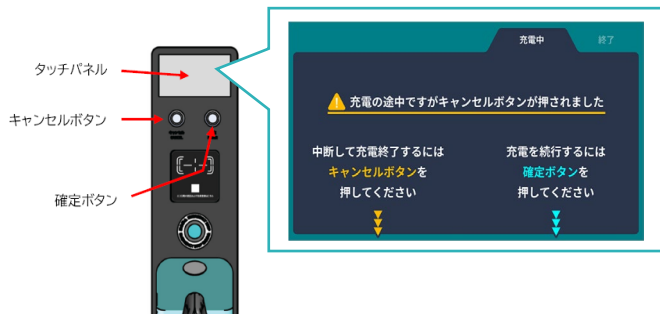 タッチパネル
キャンセルボタン
確定ボタン
充電中
終了
充電の途中ですがキャンセルボタンが押されました
中断して充電終了するには
キャンセルボタンを
押してください
充電を続行するには
確定ボタンを
押してください